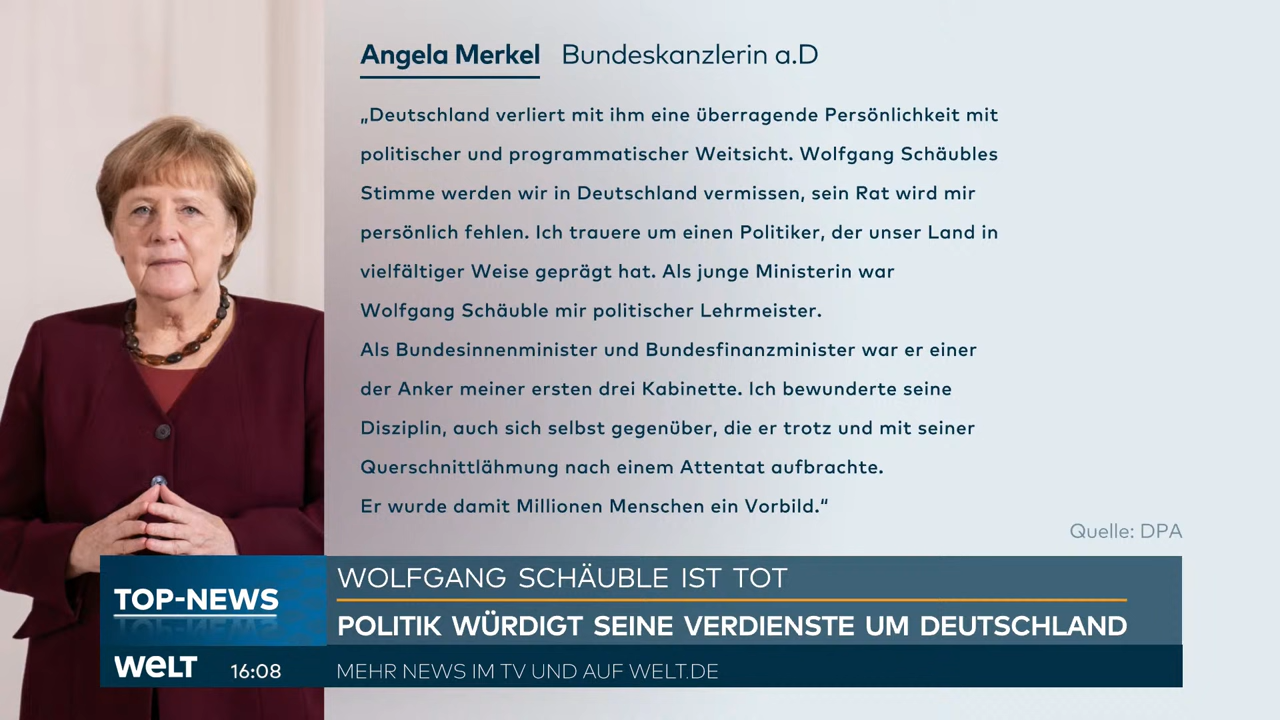 Angela Merkel Bundeskanzlerin a.D
„Deutschland verliert mit ihm eine überragende Persönlichkeit mit
politischer und programmatischer Weitsicht. Wolfgang Schäubles
Stimme werden wir in Deutschland vermissen, sein Rat wird mir
persönlich fehlen. Ich trauere um einen Politiker, der unser Land in
vielfältiger Weise geprägt hat. Als junge Ministerin war
Wolfgang Schäuble mir politischer Lehrmeister.
Als Bundesinnenminister und Bundesfinanzminister war er einer
der Anker meiner ersten drei Kabinette. Ich bewunderte seine
Disziplin, auch sich selbst gegenüber, die er trotz und mit seiner
Querschnittlähmung nach einem Attentat aufbrachte.
Er wurde damit Millionen Menschen ein Vorbild.“
Quelle: DPA
TOP-NEWS
WOLFGANG SCHÄUBLE IST TOT
POLITIK WÜRDIGT SEINE VERDIENSTE UM DEUTSCHLAND
WELT 16:08 MEHR NEWS IM TV UND AUF WELT.DE